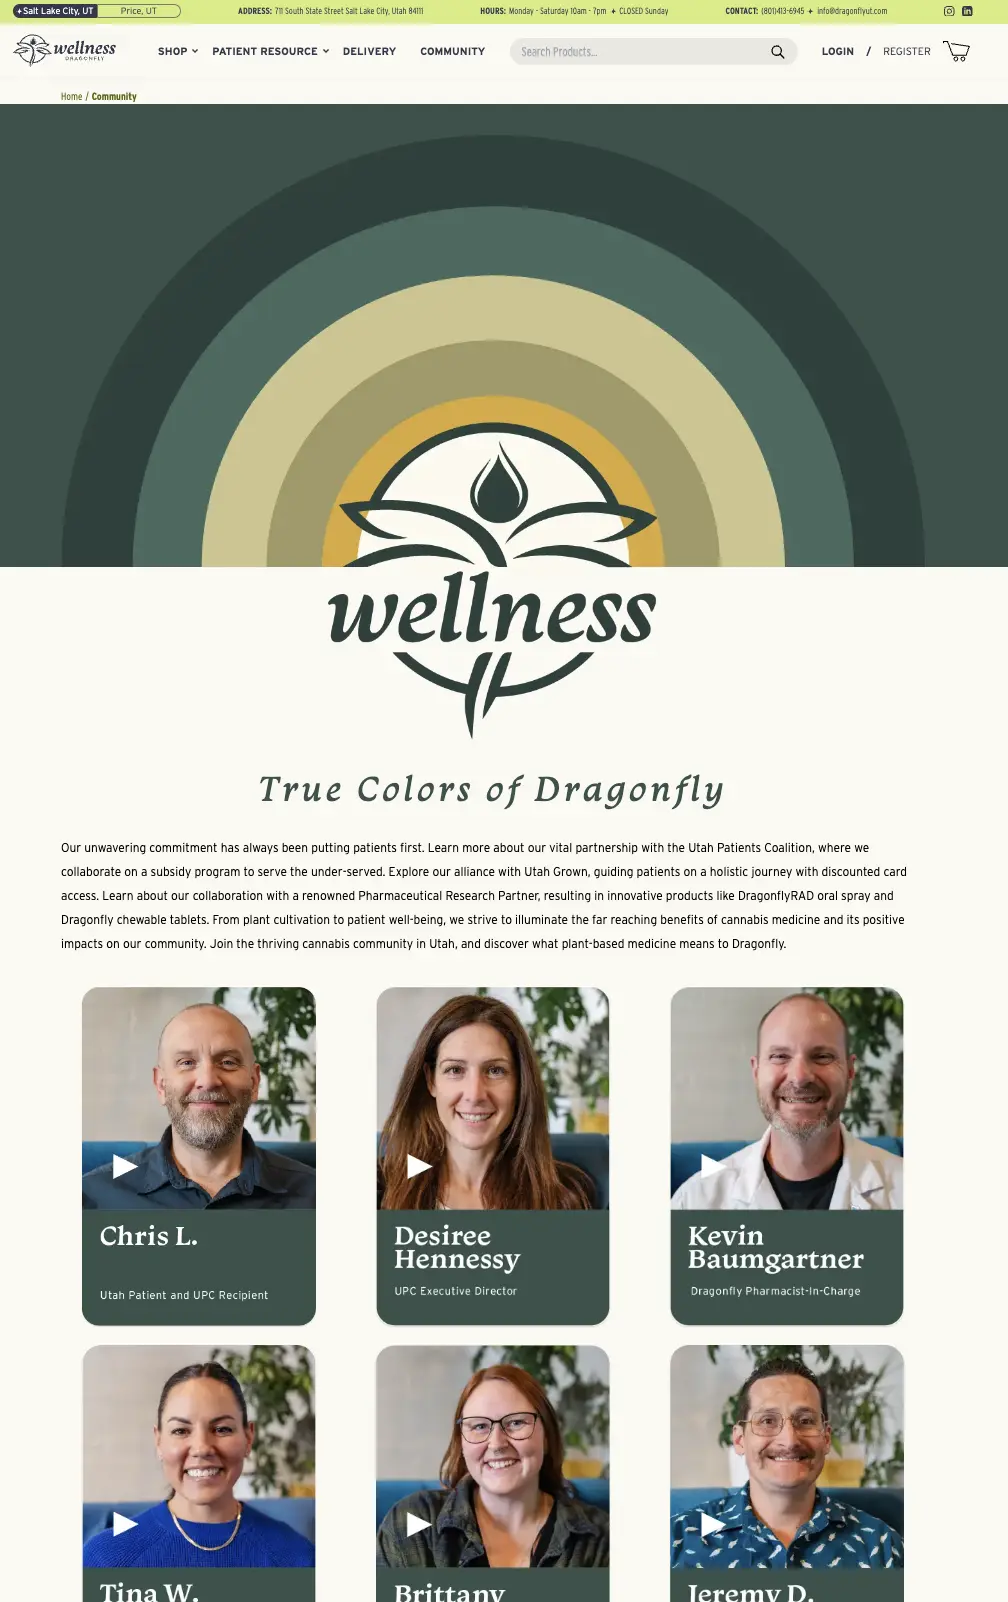 Salt Lake City, UT
Price, UT
ADDRESS: 711 South State Street Salt Lake City, Utah 84111
HOURS: Monday - Saturday 10am - 7pm ✦ CLOSED Sunday
CONTACT: (801)413-6945 ✦ info@dragonflyut.com
wellness
DRAGONFLY
SHOP
PATIENT RESOURCE
DELIVERY
COMMUNITY
Search Products...
LOGIN / REGISTER
Home / Community
wellness
True Colors of Dragonfly
Our unwavering commitment has always been putting patients first. Learn more about our vital partnership with the Utah Patients Coalition, where we
collaborate on a subsidy program to serve the under-served. Explore our alliance with Utah Grown, guiding patients on a holistic journey with discounted card
access. Learn about our collaboration with a renowned Pharmaceutical Research Partner, resulting in innovative products like DragonflyRAD oral spray and
Dragonfly chewable tablets. From plant cultivation to patient well-being, we strive to illuminate the far reaching benefits of cannabis medicine and its positive
impacts on our community. Join the thriving cannabis community in Utah, and discover what plant-based medicine means to Dragonfly.
Chris L.
Utah Patient and UPC Recipient
Desiree
Hennessy
UPC Executive Director
Kevin
Baumgartner
Dragonfly Pharmacist-In-Charge
Tina W.
Brittany
Jeremy D.